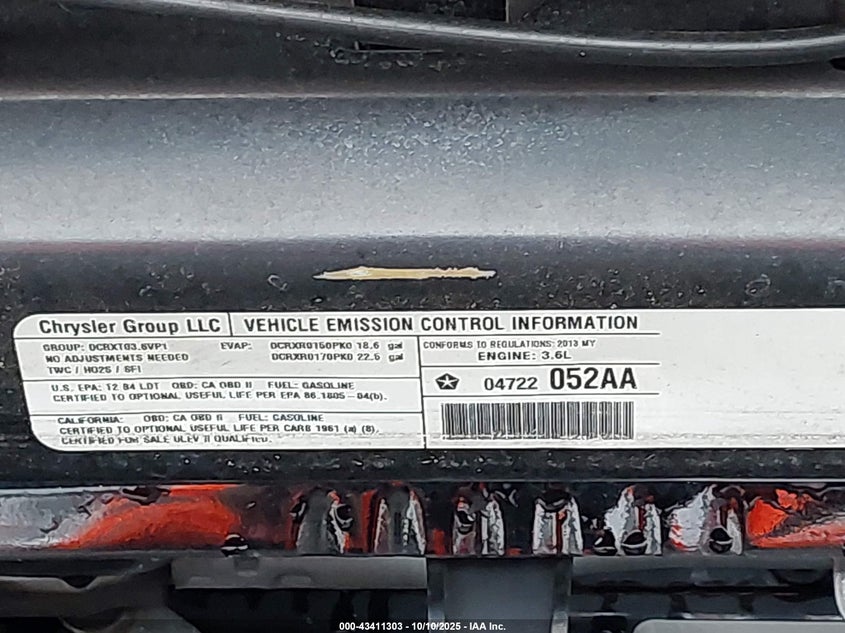 Chrysler Group LLC VEHICLE EMISSION CONTROL INFORMATION
GROUP: DCRXT03.6VP1 EVAP: DCRXR0150PK0 18.6 gal
NO ADJUSTMENTS NEEDED DCRXR0170PK0 22.5 gal
TWC / HO2S / SFI
CONFORMS TO REGULATIONS: 2013 MY
ENGINE: 3.6L
U.S. EPA: T2 B4 LDT OBD: CA OBD II FUEL: GASOLINE
CERTIFIED TO OPTIONAL USEFUL LIFE PER EPA 86.1805-04(b).
04722 052AA
CALIFORNIA: OBD: CA OBD II FUEL: GASOLINE
CERTIFIED TO OPTIONAL USEFUL LIFE PER CARB 1961 (a) (8).
CERTIFIED FOR SALE ULEV II QUALIFIED.
000-43411303 - 10/10/2025 - IAA Inc.